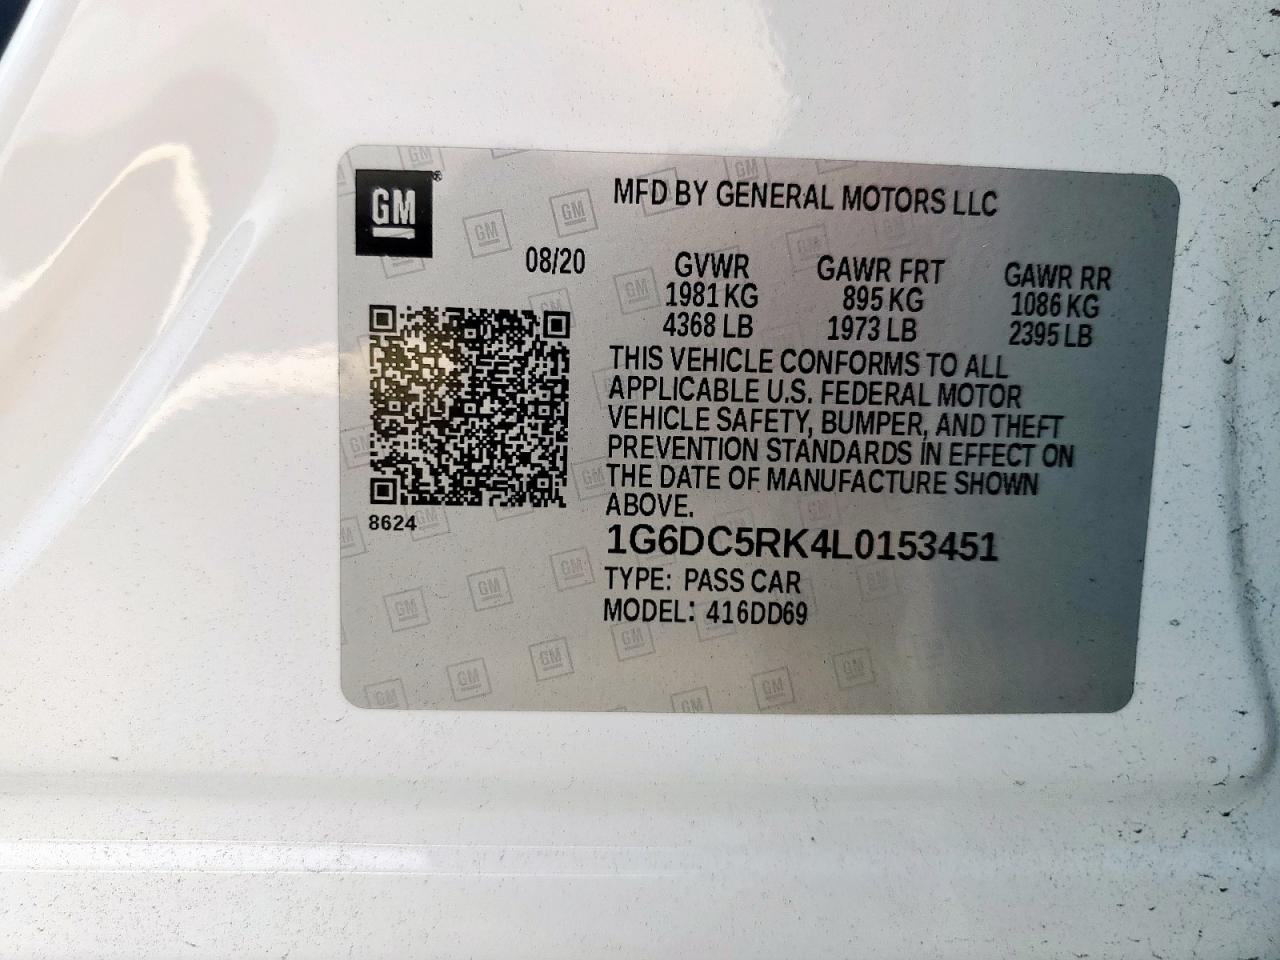 GM®
MFD BY GENERAL MOTORS LLC
08/20
GVWR GAWR FRT GAWR RR
1981 KG 895 KG 1086 KG
4368 LB 1973 LB 2395 LB
THIS VEHICLE CONFORMS TO ALL
APPLICABLE U.S. FEDERAL MOTOR
VEHICLE SAFETY, BUMPER, AND THEFT
PREVENTION STANDARDS IN EFFECT ON
THE DATE OF MANUFACTURE SHOWN
ABOVE.
8624
1G6DC5RK4L0153451
TYPE: PASS CAR
MODEL: 416DD69